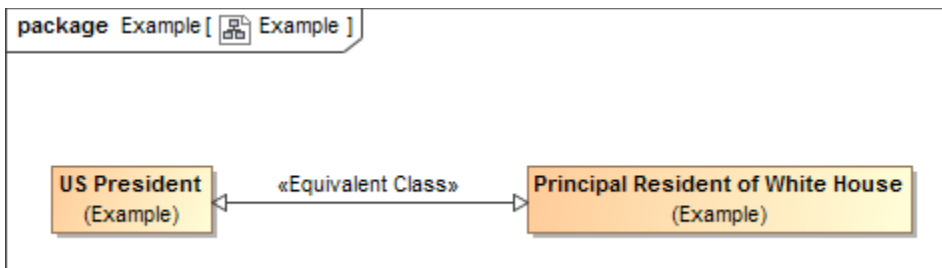 package Example [ Example ]
US President
(Example)
«Equivalent Class»
Principal Resident of White House
(Example)